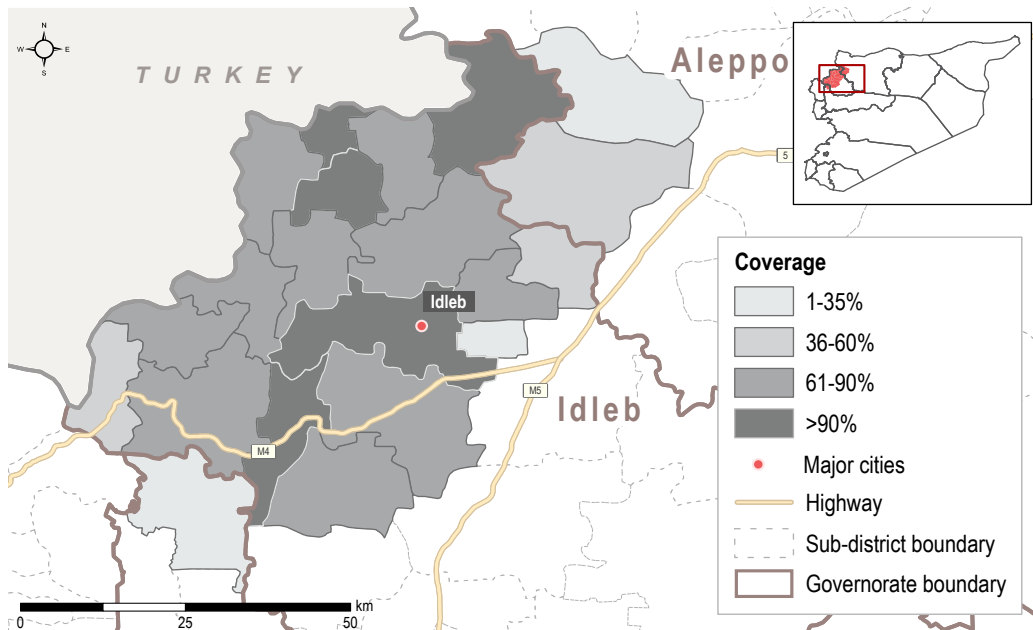 N
W E
S
TURKEY
Aleppo
5
Idleb
M5
Idleb
M4
Coverage
1-35%
36-60%
61-90%
>90%
Major cities
Highway
Sub-district boundary
Governorate boundary
km
0 25 50